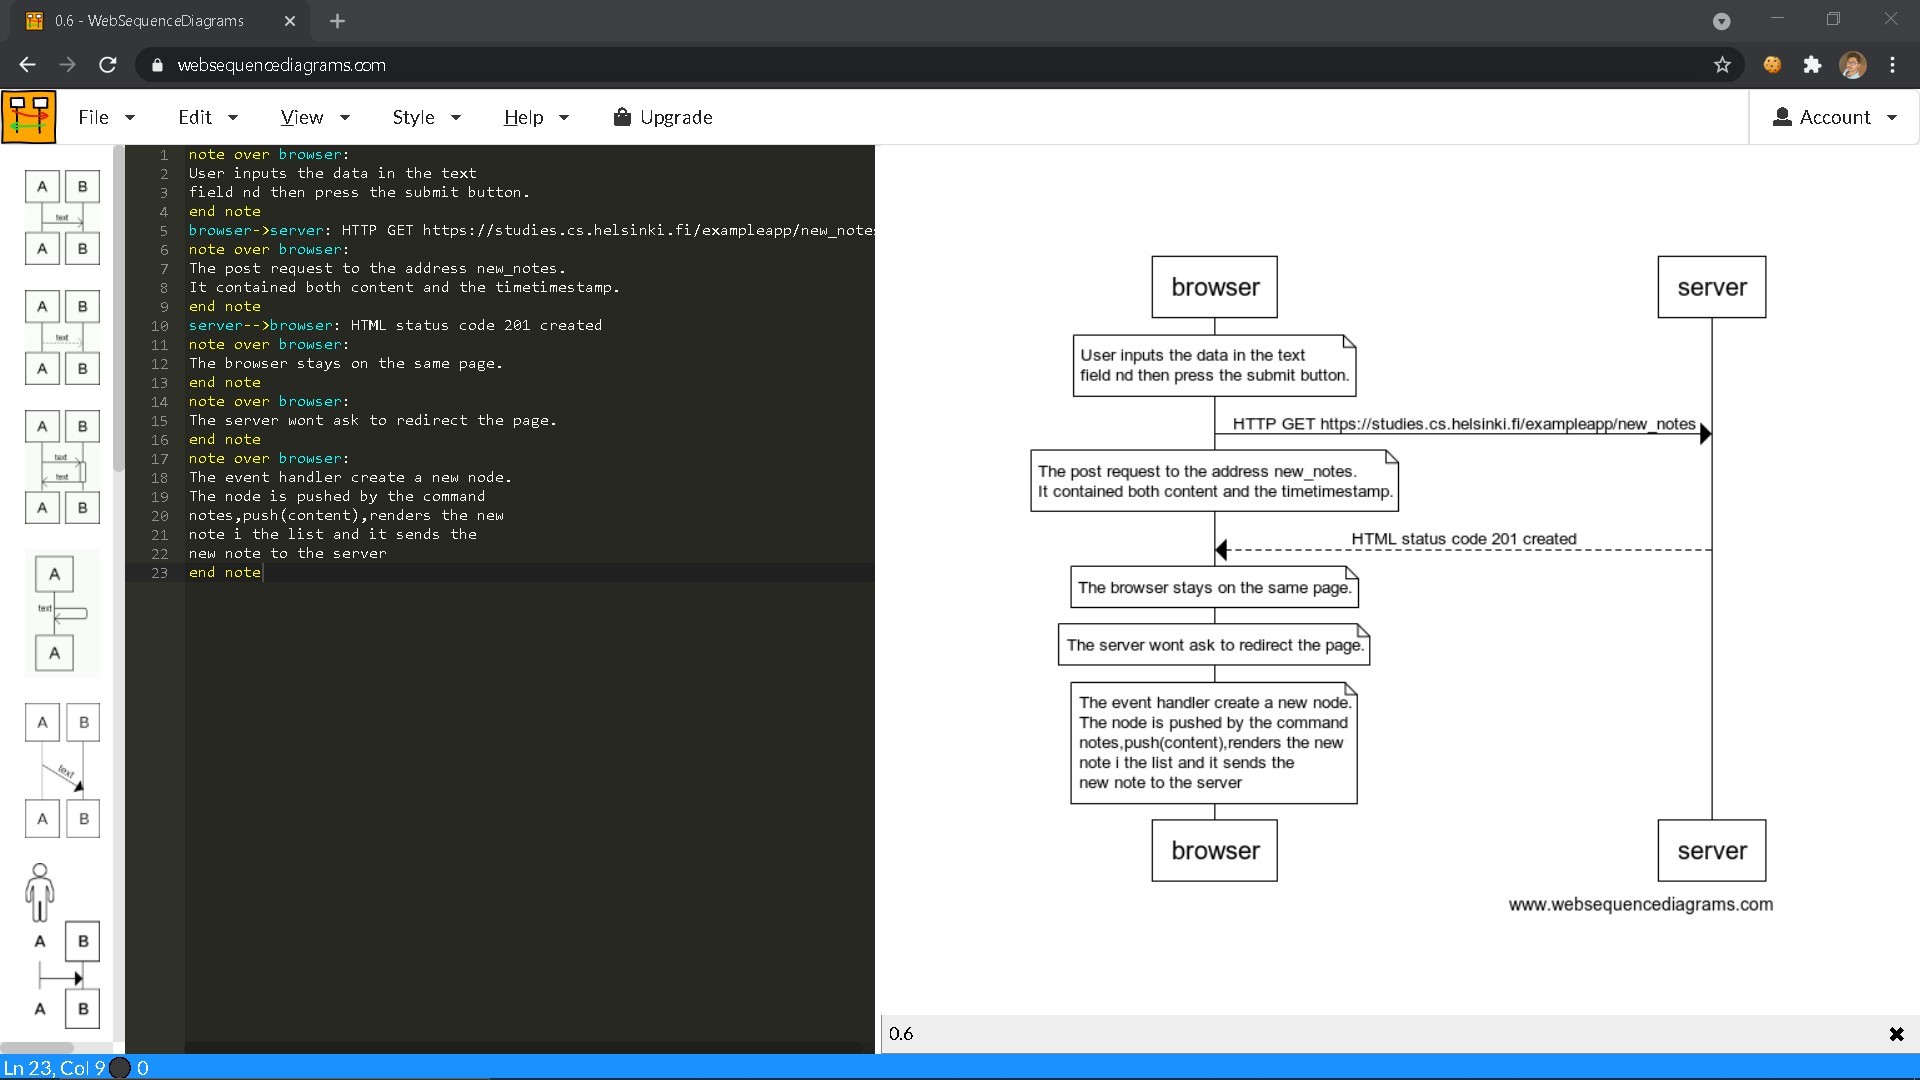 0.6 - WebSequenceDiagrams
websequencediagrams.com
File
Edit
View
Style
Help
Upgrade
Account
A B
text
A B
A B
text
A B
A B
text
text
A B
A
text
A
A B
text
A B
A B
A B
1 note over browser:
2 User inputs the data in the text
3 field nd then press the submit button.
4 end note
5 browser->server: HTTP GET https://studies.cs.helsinki.fi/exampleapp/new_notes
6 note over browser:
7 The post request to the address new_notes.
8 It contained both content and the timetimestamp.
9 end note
10 server-->browser: HTML status code 201 created
11 note over browser:
12 The browser stays on the same page.
13 end note
14 note over browser:
15 The server wont ask to redirect the page.
16 end note
17 note over browser:
18 The event handler create a new node.
19 The node is pushed by the command
20 notes,push(content),renders the new
21 note i the list and it sends the
22 new note to the server
23 end note
browser
server
User inputs the data in the text
field nd then press the submit button.
HTTP GET https://studies.cs.helsinki.fi/exampleapp/new_notes
The post request to the address new_notes.
It contained both content and the timetimestamp.
HTML status code 201 created
The browser stays on the same page.
The server wont ask to redirect the page.
The event handler create a new node.
The node is pushed by the command
notes,push(content),renders the new
note i the list and it sends the
new note to the server
browser
server
www.websequencediagrams.com
0.6
Ln 23, Col 9 0